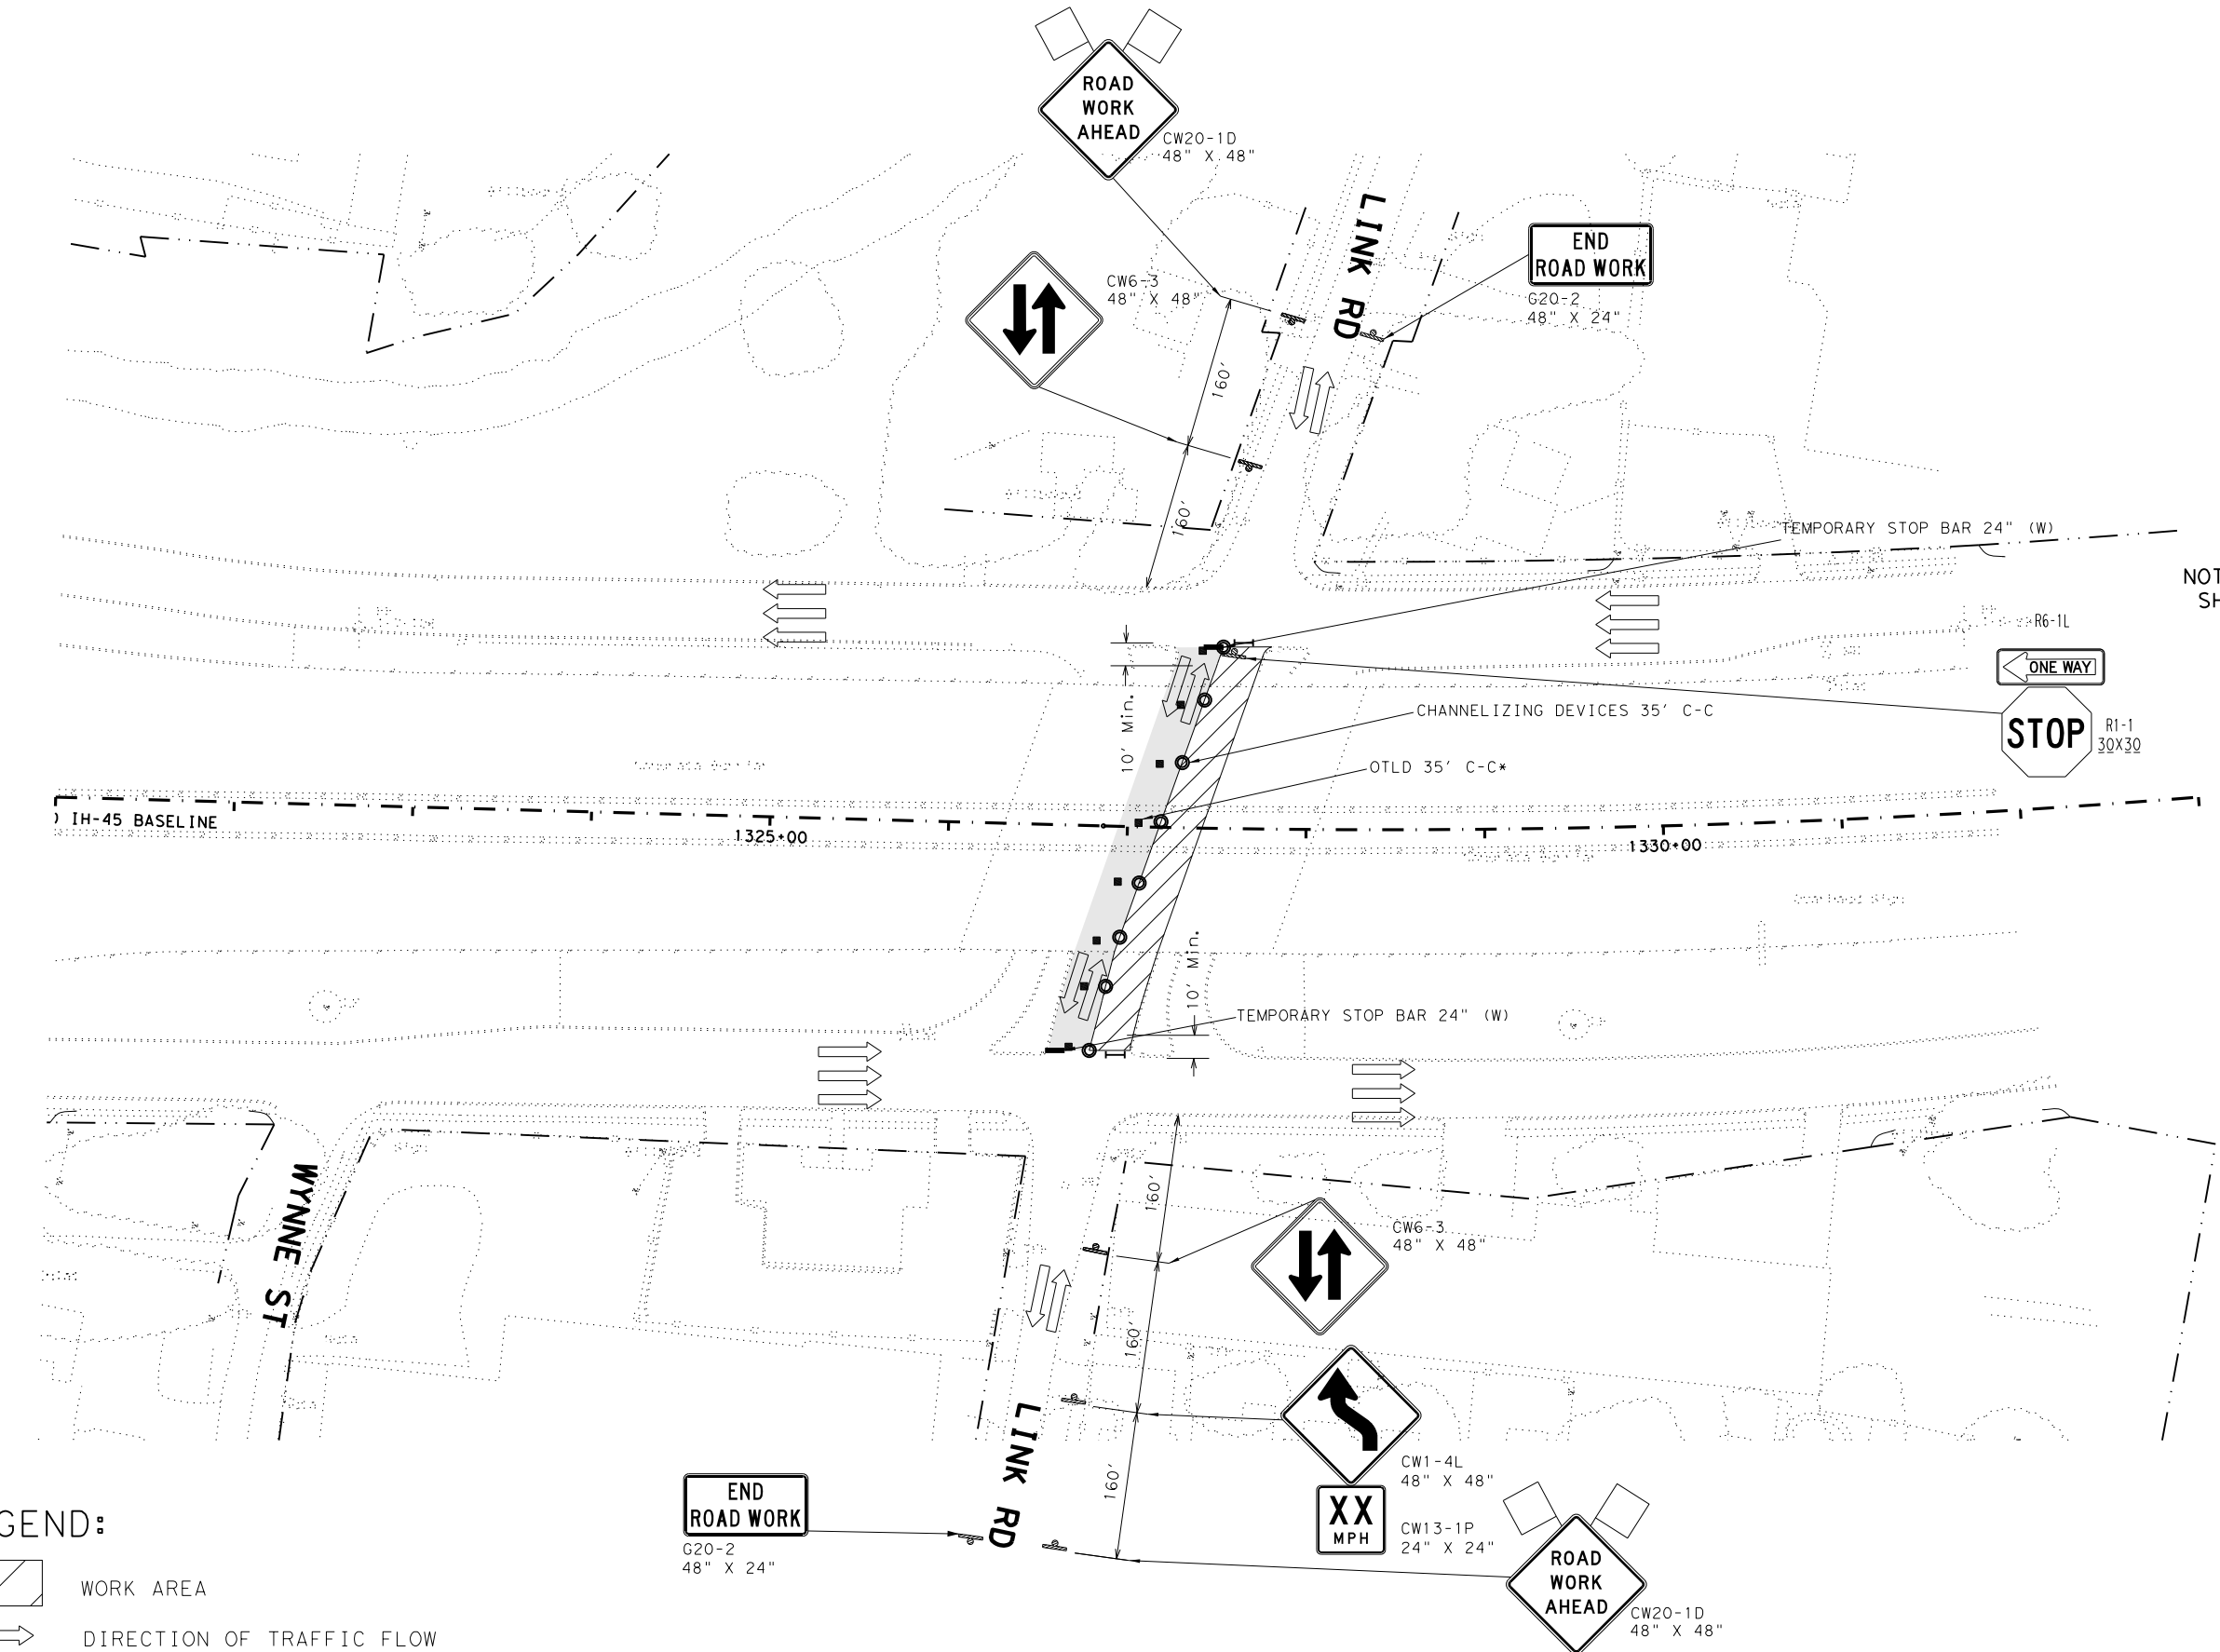 ROAD
WORK
AHEAD
CW20-1D
48" X 48"
LINK RD
END
ROAD WORK
G20-2
48" X 24"
CW6-3
48" X 48"
160'
160'
TEMPORARY STOP BAR 24" (W)
NOT
SH
R6-1L
ONE WAY
STOP
R1-1
30X30
10' Min.
CHANNELIZING DEVICES 35' C-C
OTLD 35' C-C*
IH-45 BASELINE
1325+00
1330+00
10' Min.
TEMPORARY STOP BAR 24" (W)
WYNNE ST
160'
CW6-3
48" X 48"
160'
CW1-4L
48" X 48"
XX
MPH
CW13-1P
24" X 24"
LINK RD
160'
END
ROAD WORK
G20-2
48" X 24"
ROAD
WORK
AHEAD
CW20-1D
48" X 48"
GEND:
WORK AREA
DIRECTION OF TRAFFIC FLOW